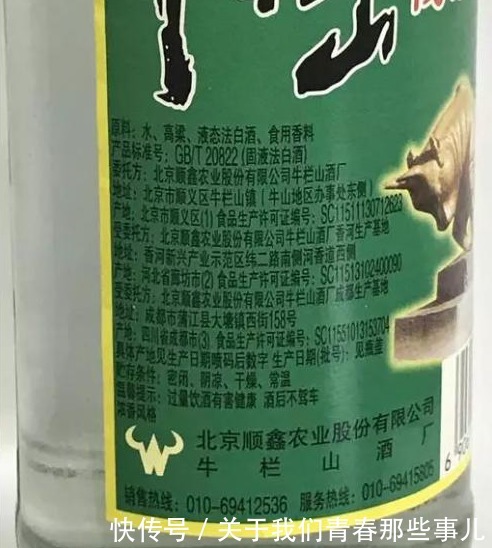 牛栏山
原料：水、高粱、液态法白酒、食用香料
产品标准号：GB/T 20822（固液法白酒）
委托方：北京顺鑫农业股份有限公司牛栏山酒厂
地址：北京市顺义区牛栏山镇（牛山地区办事处东侧）
产地：北京市顺义区(1) 食品生产许可证编号：SC11511130712623
受委托方：北京顺鑫农业股份有限公司牛栏山酒厂香河生产基地
地址：香河新兴产业示范区纬二路南侧河香道西侧
产地：河北省廊坊市(2) 食品生产许可证编号：SC11513102400090
受委托方：北京顺鑫农业股份有限公司牛栏山酒厂成都生产基地
地址：成都市蒲江县大塘镇西街158号
产地：四川省成都市(3) 食品生产许可证编号：SC11551013153704
具体产地见生产日期喷码后数字 生产日期(批号)：见瓶盖
贮存条件：密闭、阴凉、干燥、常温
温馨提示：过量饮酒有害健康 酒后不驾车
浓香风格
北京顺鑫农业股份有限公司
牛栏山酒厂
销售热线：010-69412536 服务热线：010-69415805
快传号 / 关于我们青春那些事儿